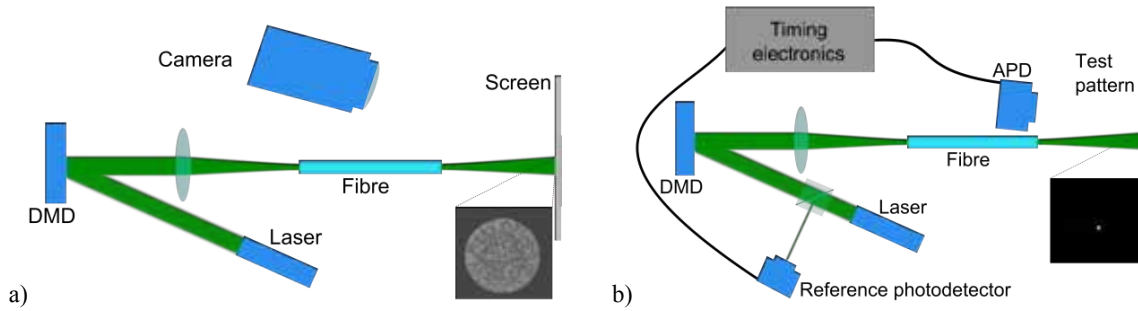 Camera
Screen
DMD
Fibre
Laser
a)
Timing
electronics
APD
Test
pattern
DMD
Fibre
Laser
Reference photodetector
b)